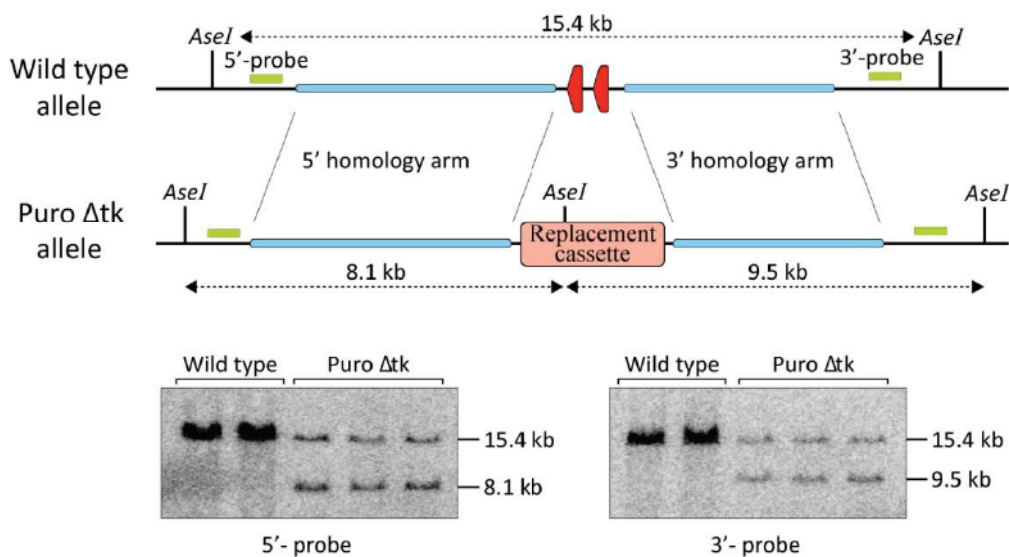 15.4 kb
AseI
AseI
5’-probe
3’-probe
Wild type
allele
5’ homology arm
3’ homology arm
AseI
AseI
AseI
Puro Δtk
allele
Replacement
cassette
8.1 kb
9.5 kb
Wild type
Puro Δtk
15.4 kb
8.1 kb
5’- probe
Wild type
Puro Δtk
15.4 kb
9.5 kb
3’- probe